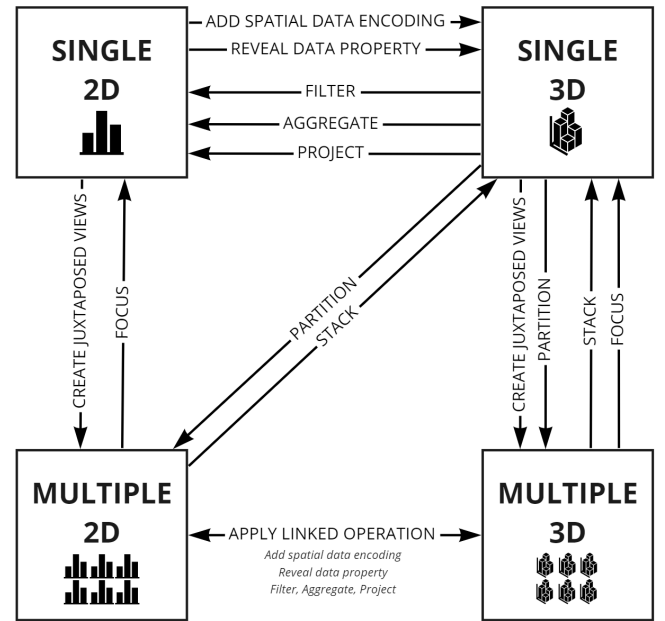 SINGLE
2D
ADD SPATIAL DATA ENCODING
REVEAL DATA PROPERTY
FILTER
AGGREGATE
PROJECT
SINGLE
3D
CREATE JUXTAPOSED VIEWS
FOCUS
PARTITION
STACK
CREATE JUXTAPOSED VIEWS
PARTITION
STACK
FOCUS
MULTIPLE
2D
APPLY LINKED OPERATION
Add spatial data encoding
Reveal data property
Filter, Aggregate, Project
MULTIPLE
3D